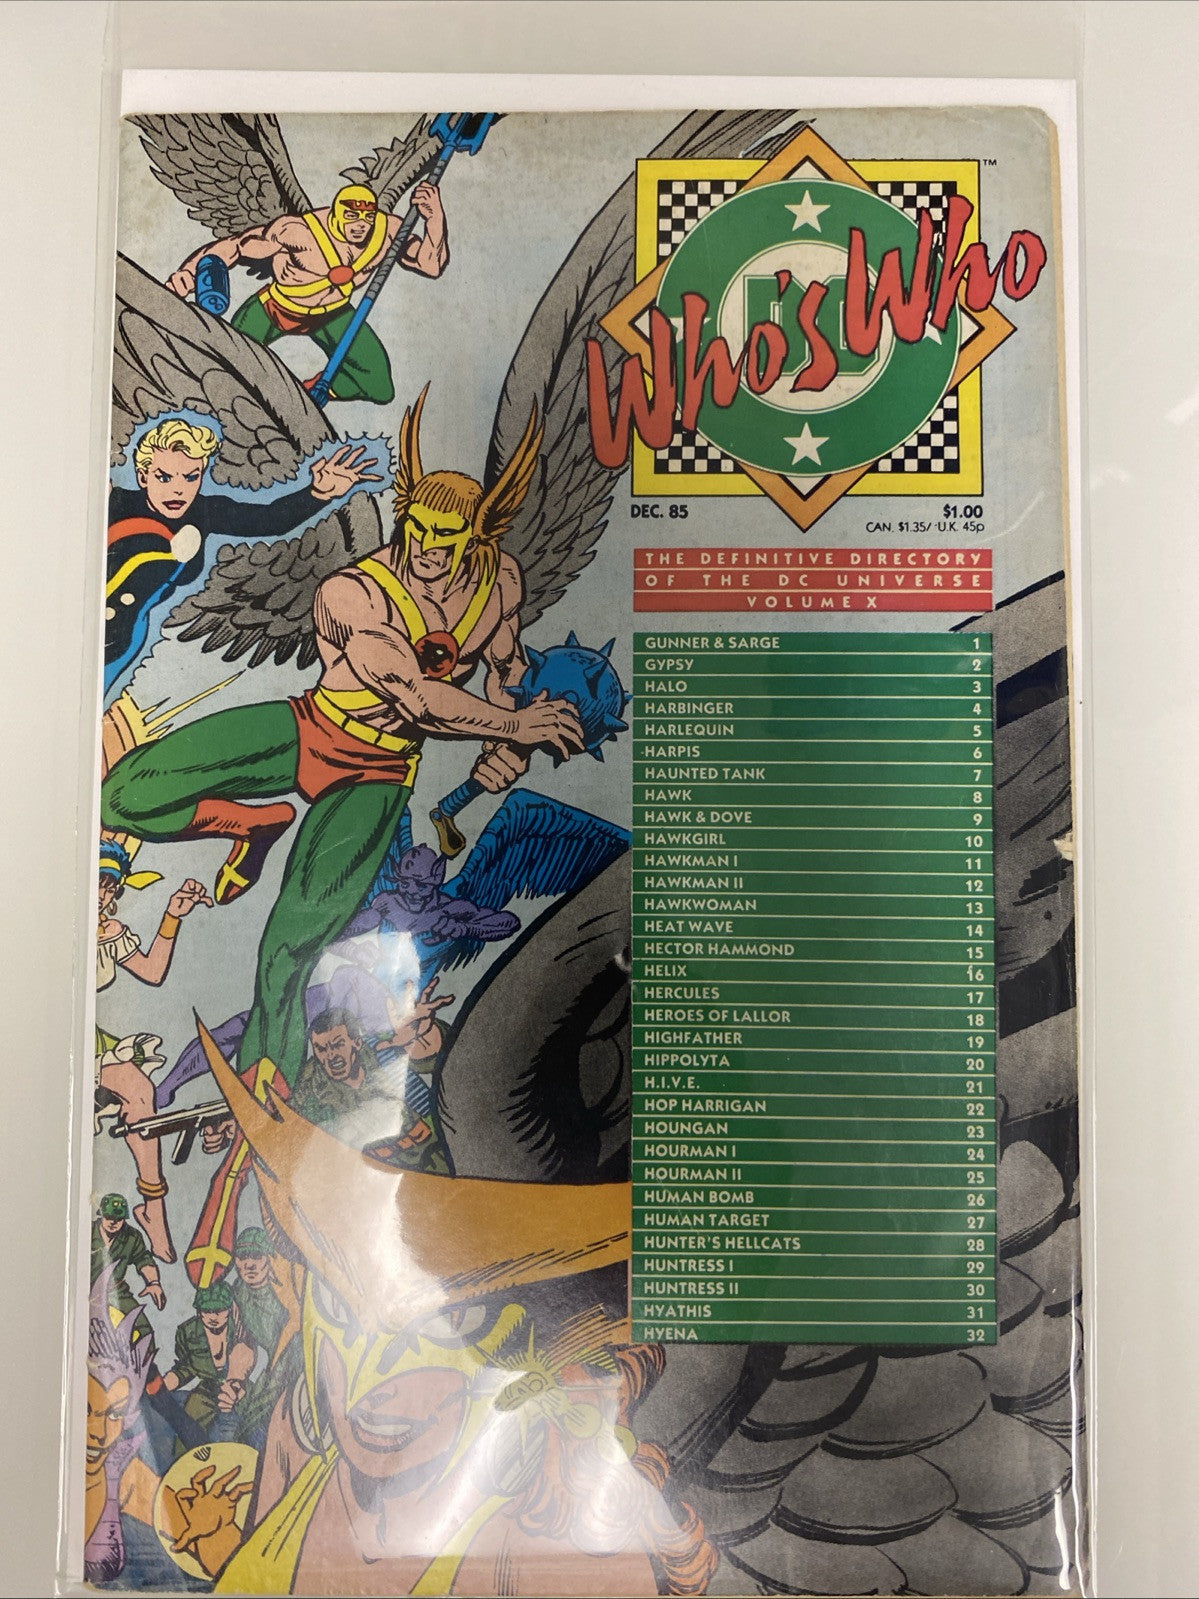 TM
DC
Who's Who
DEC. 85
$1.00
CAN. $1.35/ U.K. 45p
THE DEFINITIVE DIRECTORY
OF THE DC UNIVERSE
VOLUME X
GUNNER & SARGE 1
GYPSY 2
HALO 3
HARBINGER 4
HARLEQUIN 5
HARPIS 6
HAUNTED TANK 7
HAWK 8
HAWK & DOVE 9
HAWKGIRL 10
HAWKMAN I 11
HAWKMAN II 12
HAWKWOMAN 13
HEAT WAVE 14
HECTOR HAMMOND 15
HELIX 16
HERCULES 17
HEROES OF LALLOR 18
HIGHFATHER 19
HIPPOLYTA 20
H.I.V.E. 21
HOP HARRIGAN 22
HOUNGAN 23
HOURMAN I 24
HOURMAN II 25
HUMAN BOMB 26
HUMAN TARGET 27
HUNTER'S HELLCATS 28
HUNTRESS I 29
HUNTRESS II 30
HYATHIS 31
HYENA 32